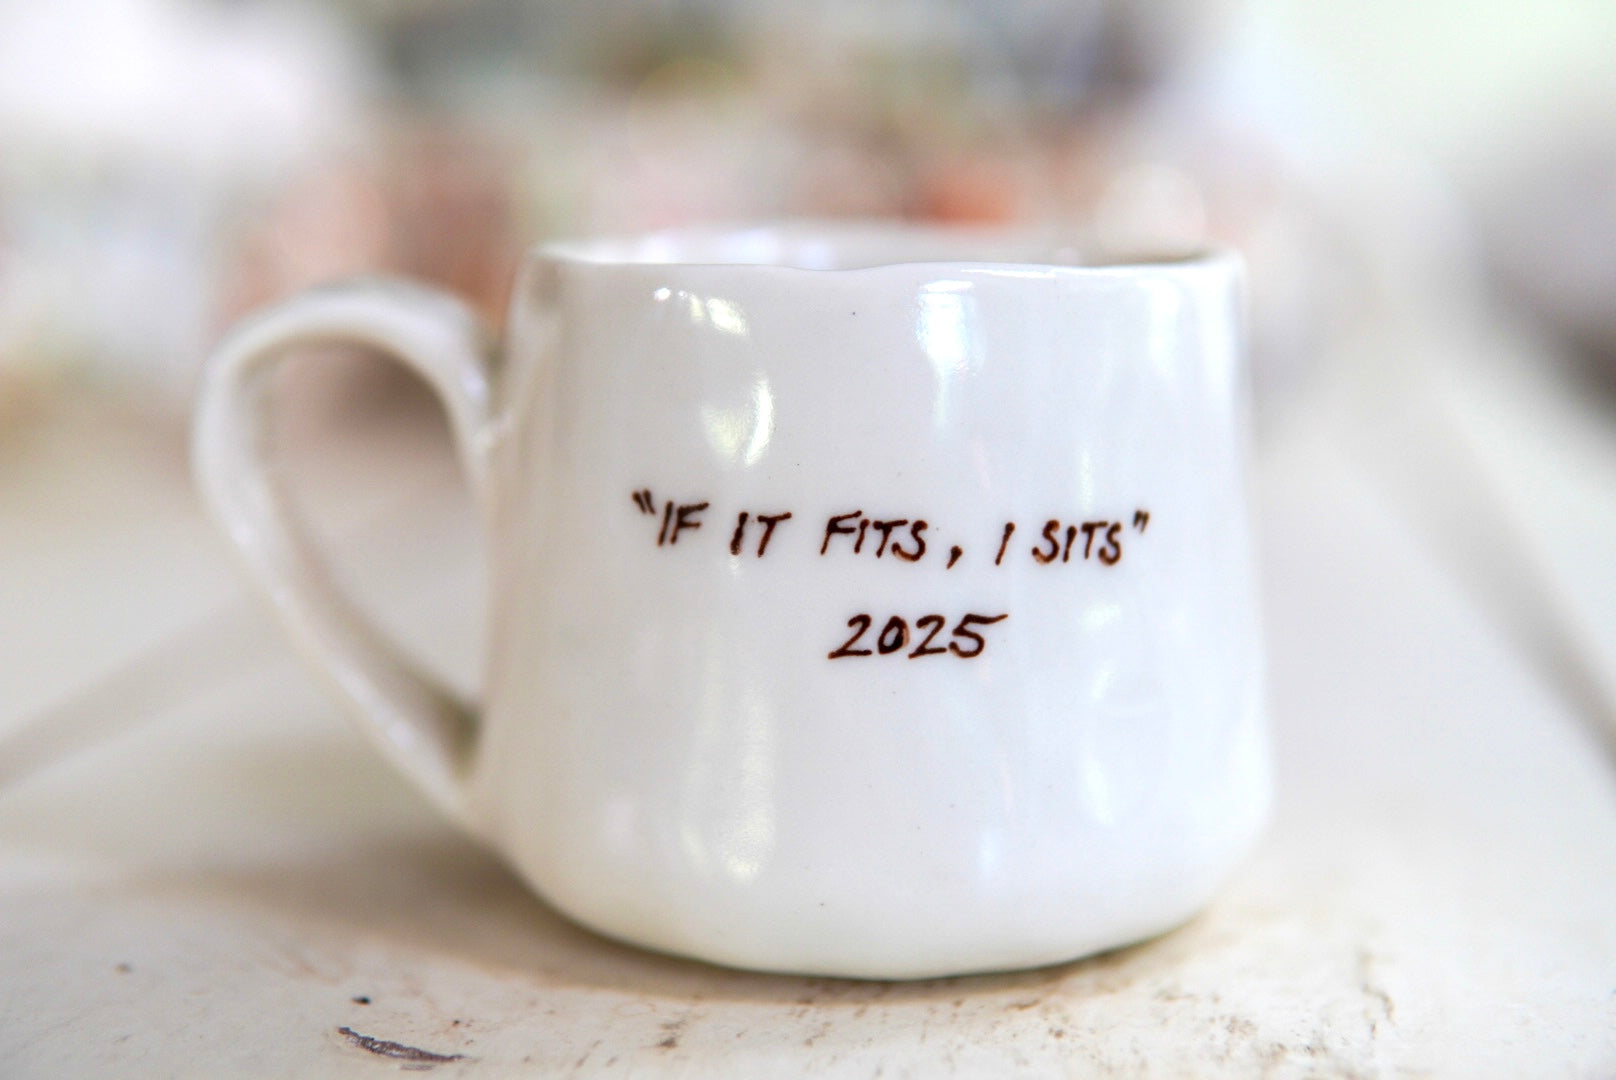 "IF IT FITS, I SITS"
2025